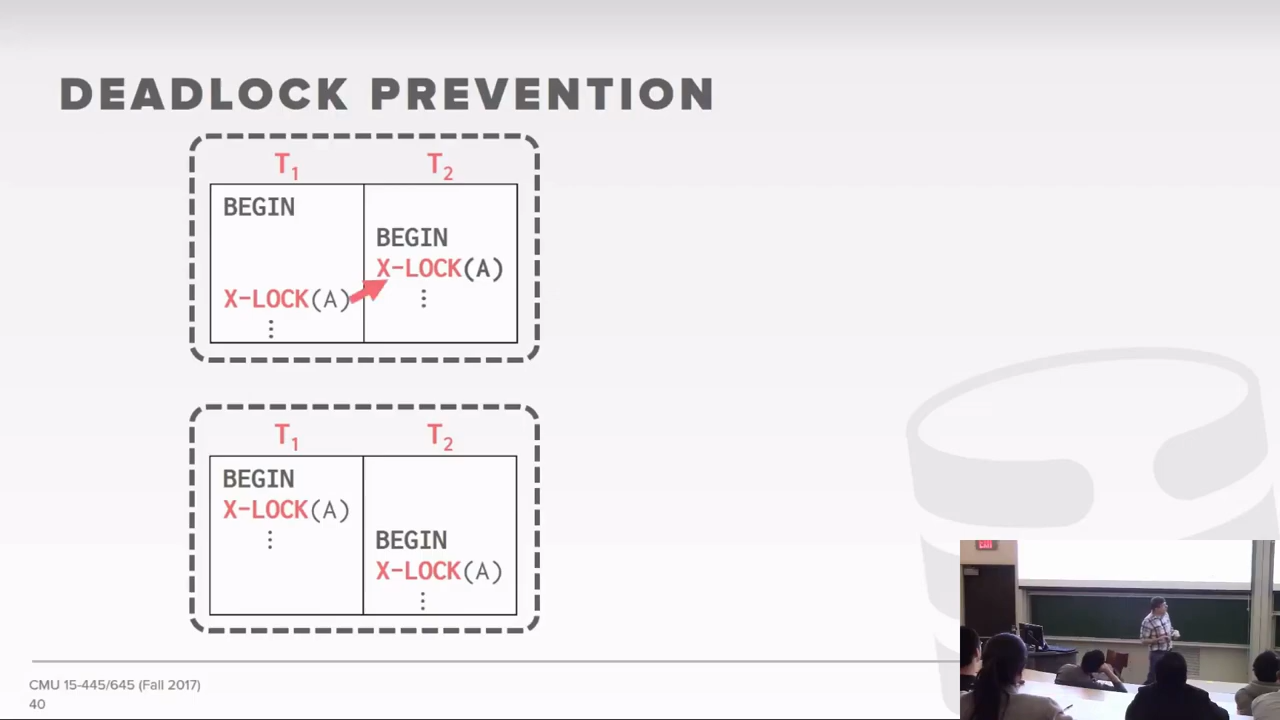 DEADLOCK PREVENTION
T1 T2
BEGIN
BEGIN
X-LOCK(A)
X-LOCK(A)
⋮
⋮
T1 T2
BEGIN
X-LOCK(A)
⋮
BEGIN
X-LOCK(A)
⋮
CMU 15-445/645 (Fall 2017)
40
EXIT